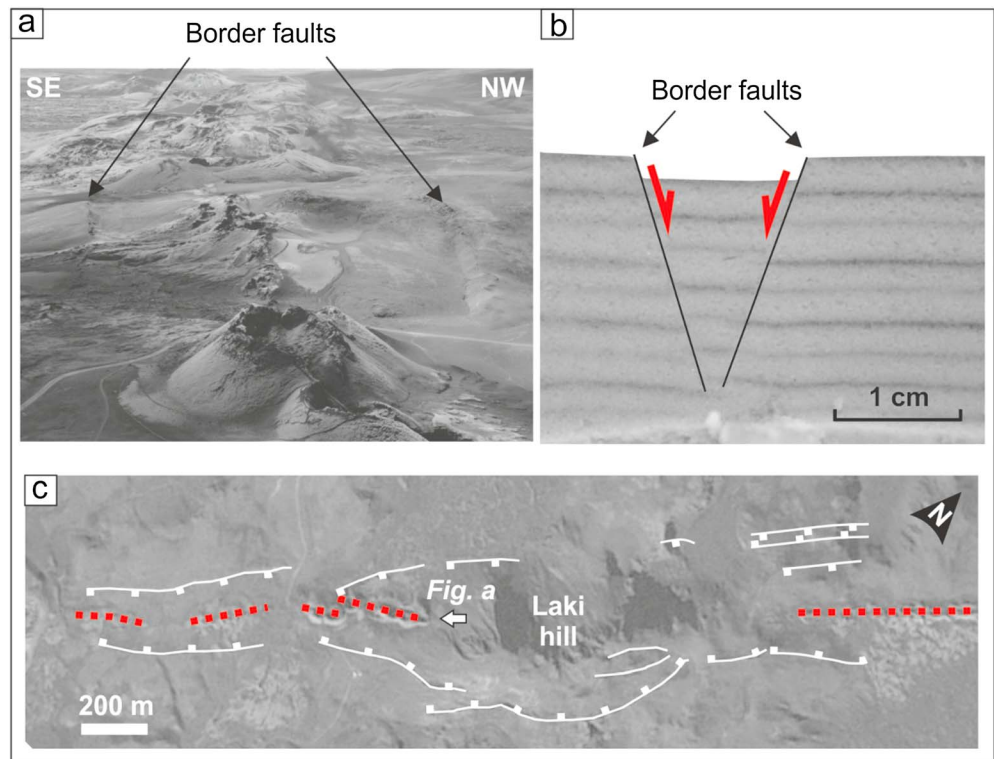 a
Border faults
SE
NW
b
Border faults
1 cm
c
N
Fig. a
Laki
hill
200 m